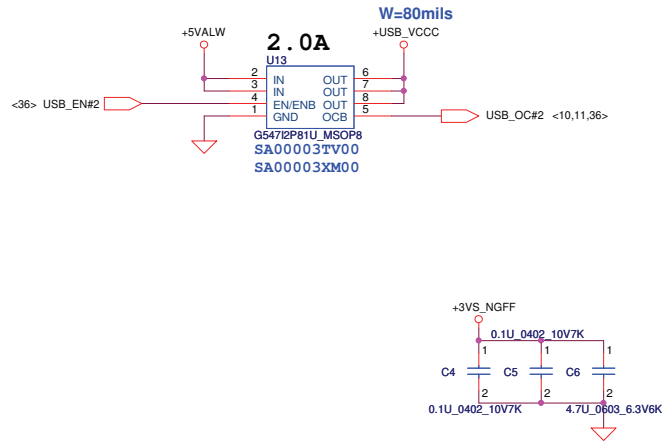 W=80mils
+5VALW
+USB_VCCC
2.0A
U13
2 IN OUT 6
3 IN OUT 7
<36> USB_EN#2 4 EN/ENB OUT 8
1 GND OCB 5 USB_OC#2 <10,11,36>
G547I2P81U_MSOP8
SA00003TV00
SA00003XM00
+3VS_NGFF
0.1U_0402_10V7K
1 1 1
C4 C5 C6
2 2 2
0.1U_0402_10V7K 4.7U_0603_6.3V6K